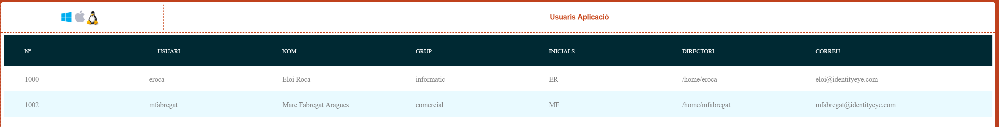 Usuaris Aplicació
Nº USUARI NOM GRUP INICIALS DIRECTORI CORREU
1000 eroca Eloi Roca informatic ER /home/eroca eloi@identityeye.com
1002 mfabregat Marc Fabregat Aragues comercial MF /home/mfabregat mfabregat@identityeye.com